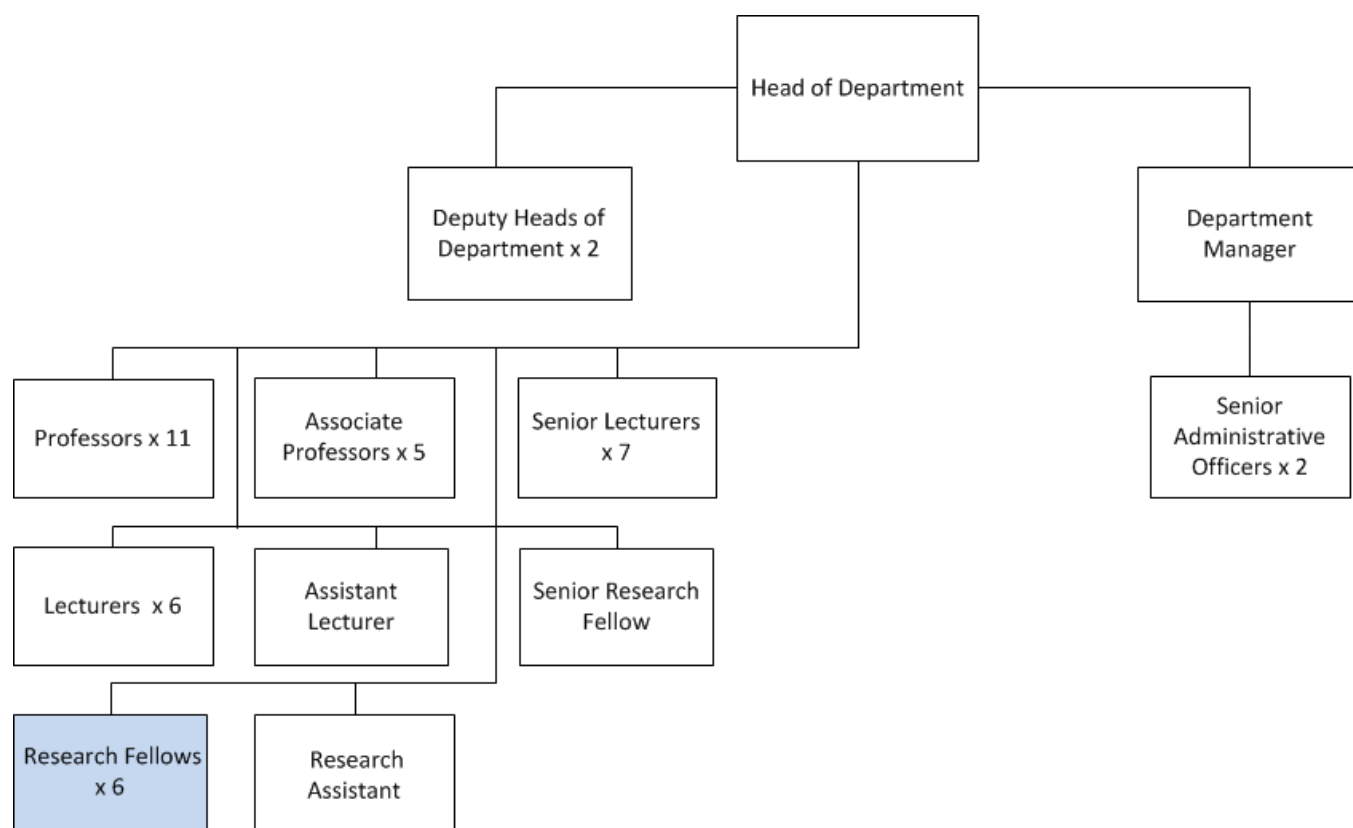 Head of Department
Deputy Heads of
Department x 2
Department
Manager
Professors x 11
Associate
Professors x 5
Senior Lecturers
x 7
Senior
Administrative
Officers x 2
Lecturers x 6
Assistant
Lecturer
Senior Research
Fellow
Research Fellows
x 6
Research
Assistant